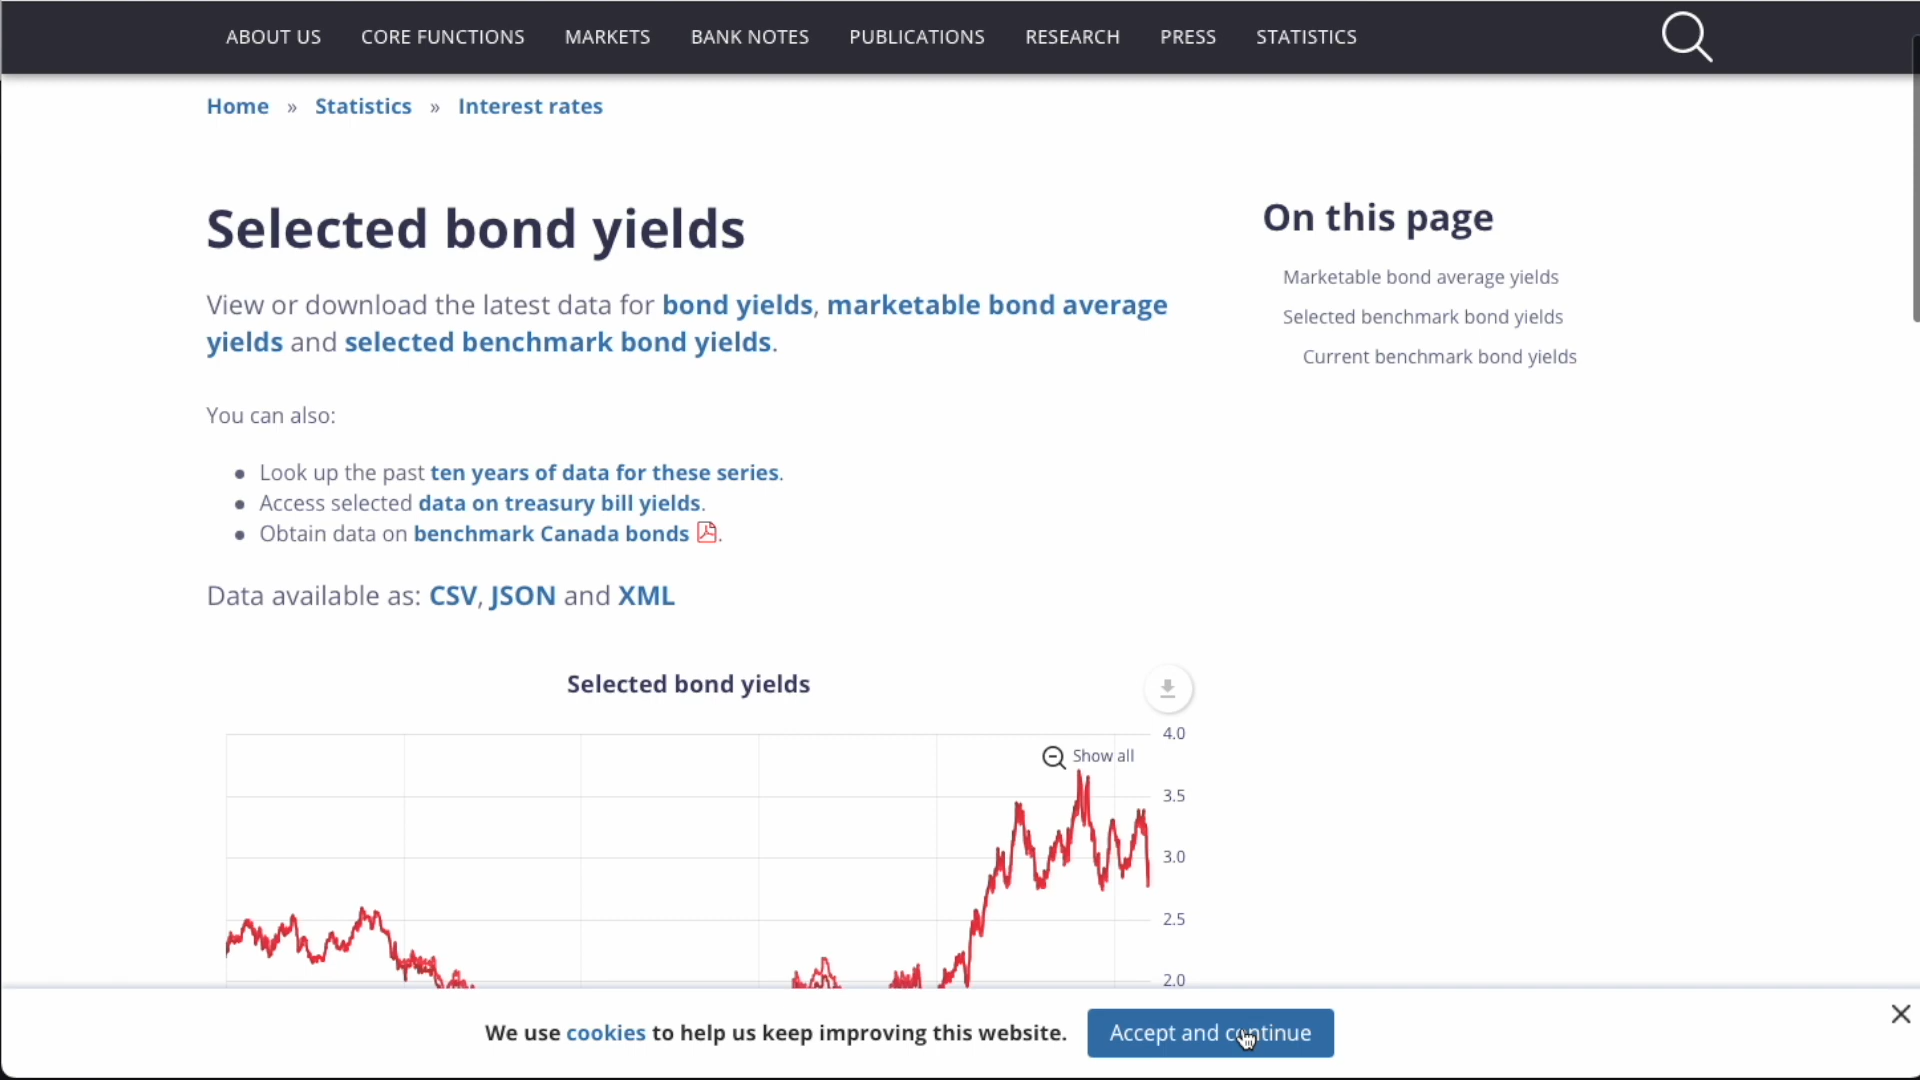 ABOUT US CORE FUNCTIONS MARKETS BANK NOTES PUBLICATIONS RESEARCH PRESS STATISTICS
Home » Statistics » Interest rates
Selected bond yields
View or download the latest data for bond yields, marketable bond average
yields and selected benchmark bond yields.
You can also:
Look up the past ten years of data for these series.
Access selected data on treasury bill yields.
Obtain data on benchmark Canada bonds.
Data available as: CSV, JSON and XML
On this page
Marketable bond average yields
Selected benchmark bond yields
Current benchmark bond yields
Selected bond yields
Show all
4.0
3.5
3.0
2.5
2.0
We use cookies to help us keep improving this website.
Accept and continue